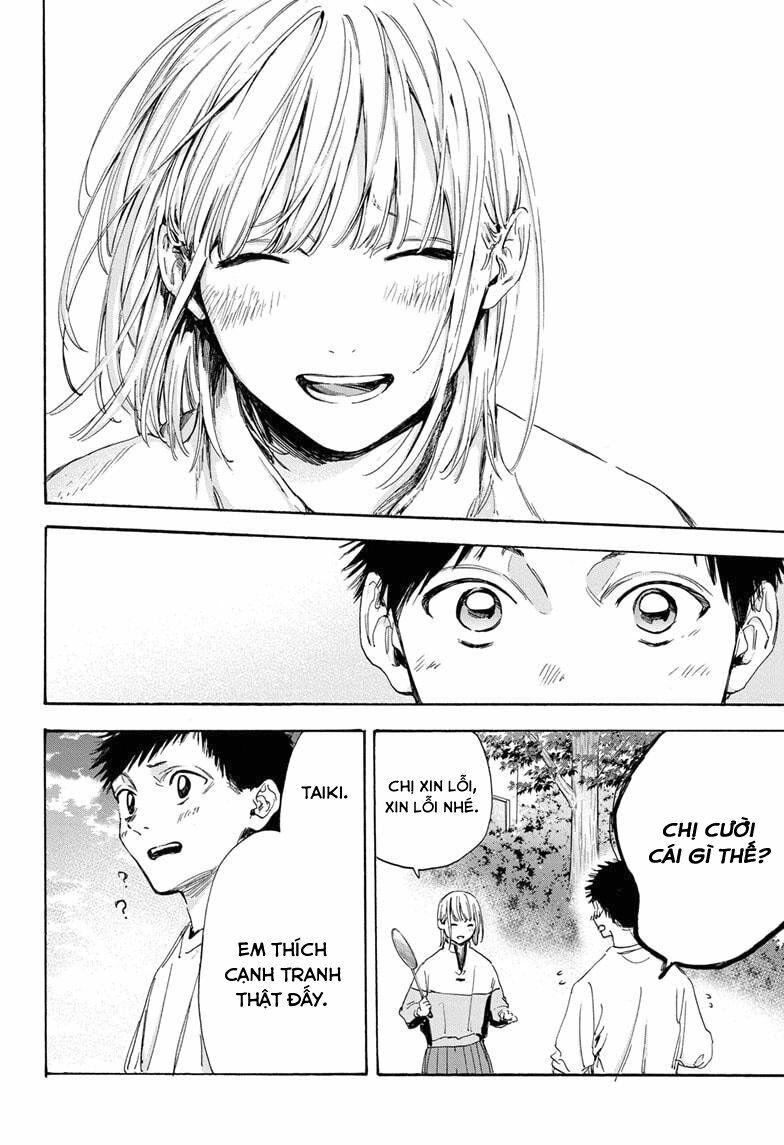 CHỊ CƯỜI
CÁI GÌ THẾ?
CHỊ XIN LỖI,
XIN LỖI NHÉ.
TAIKI.
EM THÍCH
CẠNH TRANH
THẬT ĐẤY.
?
?